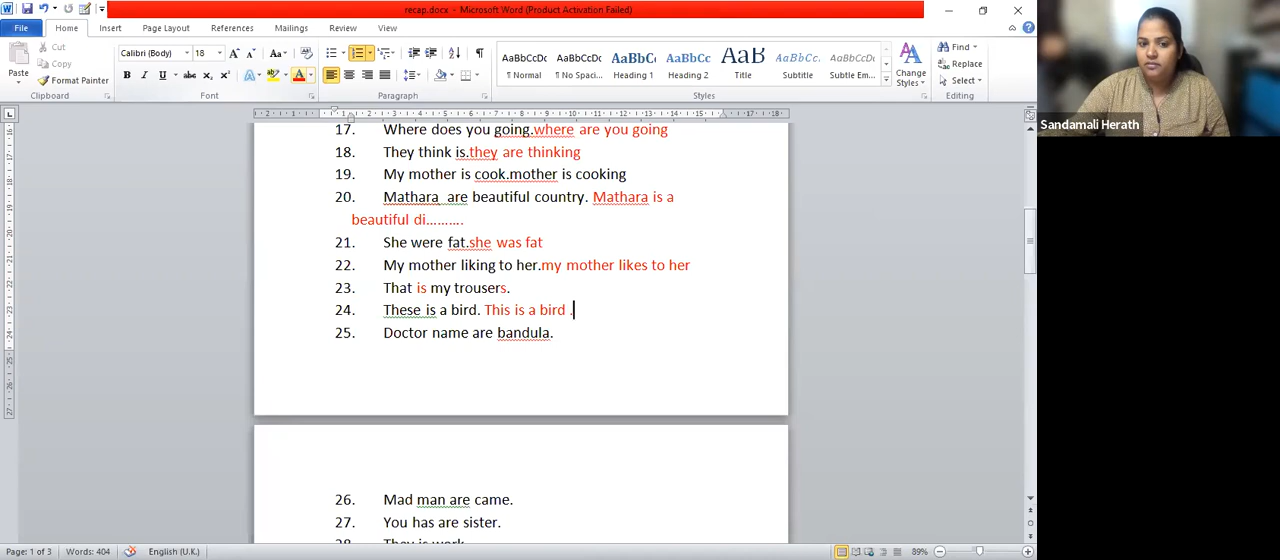 recap.docx - Microsoft Word (Product Activation Failed)
File Home Insert Page Layout References Mailings Review View
Paste Cut Copy Format Painter Clipboard
Calibri (Body) 18 Font
Paragraph
AaBbCcDc ¶ Normal AaBbCcDc ¶ No Spaci... AaBbCc Heading 1 AaBbCc Heading 2 AaB Title AaBbCc. Subtitle AaBbCcDc Subtle Em... Change Styles Styles
Find Replace Select Editing
Sandamali Herath
17. Where does you going.where are you going
18. They think is.they are thinking
19. My mother is cook.mother is cooking
20. Mathara are beautiful country. Mathara is a
beautiful di……….
21. She were fat.she was fat
22. My mother liking to her.my mother likes to her
23. That is my trousers.
24. These is a bird. This is a bird .
25. Doctor name are bandula.
26. Mad man are came.
27. You has are sister.
28. They is work
Page: 1 of 3 Words: 404 English (U.K.) 89%